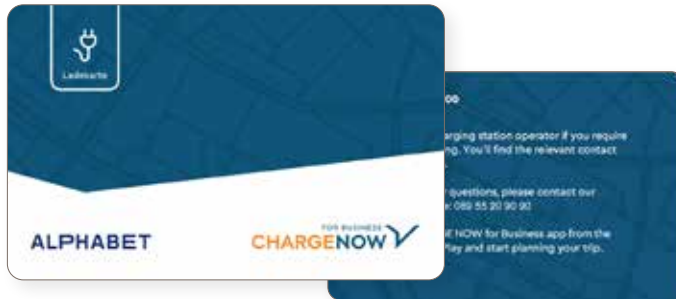 Ladekarte
ALPHABET
FOR BUSINESS
CHARGENOW
00
arging station operator if you require
ng. You'll find the relevant contact
questions, please contact our
e: 089 55 20 90 90
E NOW for Business app from the
lay and start planning your trip.